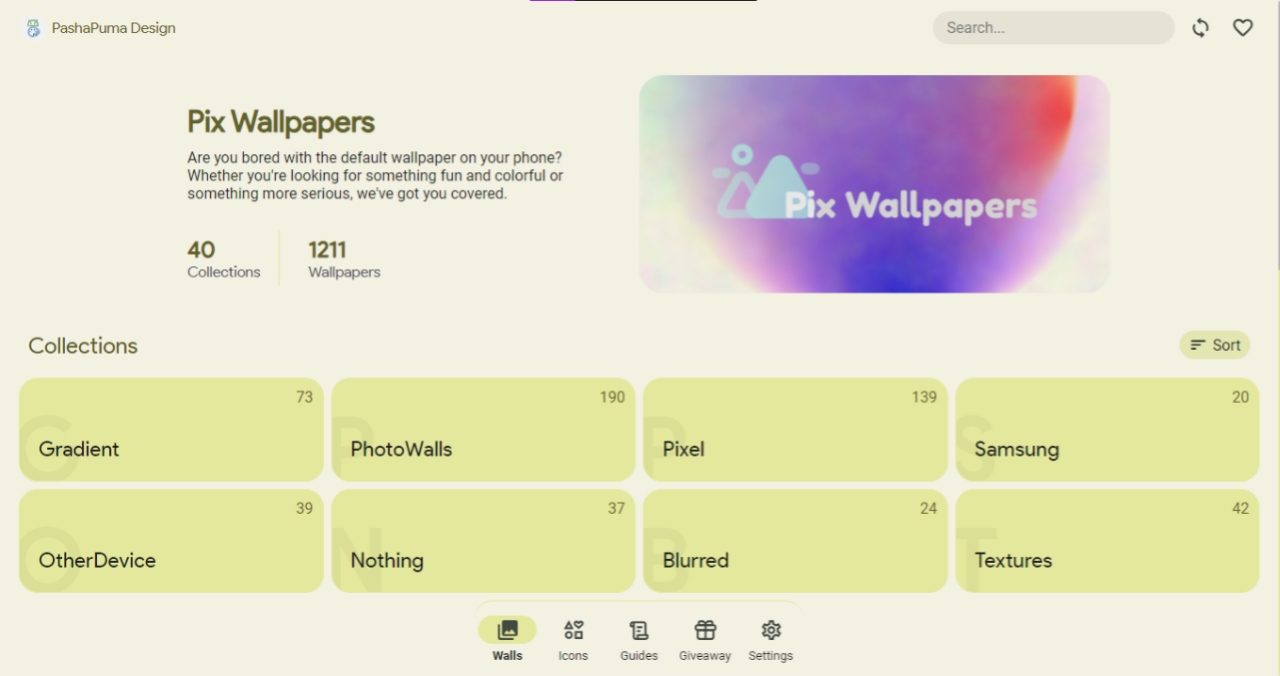 PashaPuma Design
Search...
Pix Wallpapers
Are you bored with the default wallpaper on your phone?
Whether you're looking for something fun and colorful or
something more serious, we've got you covered.
40
Collections
1211
Wallpapers
Pix Wallpapers
Collections
Sort
G
73
Gradient
P
190
PhotoWalls
P
139
Pixel
S
20
Samsung
O
39
OtherDevice
N
37
Nothing
B
24
Blurred
T
42
Textures
Walls
Icons
Guides
Giveaway
Settings